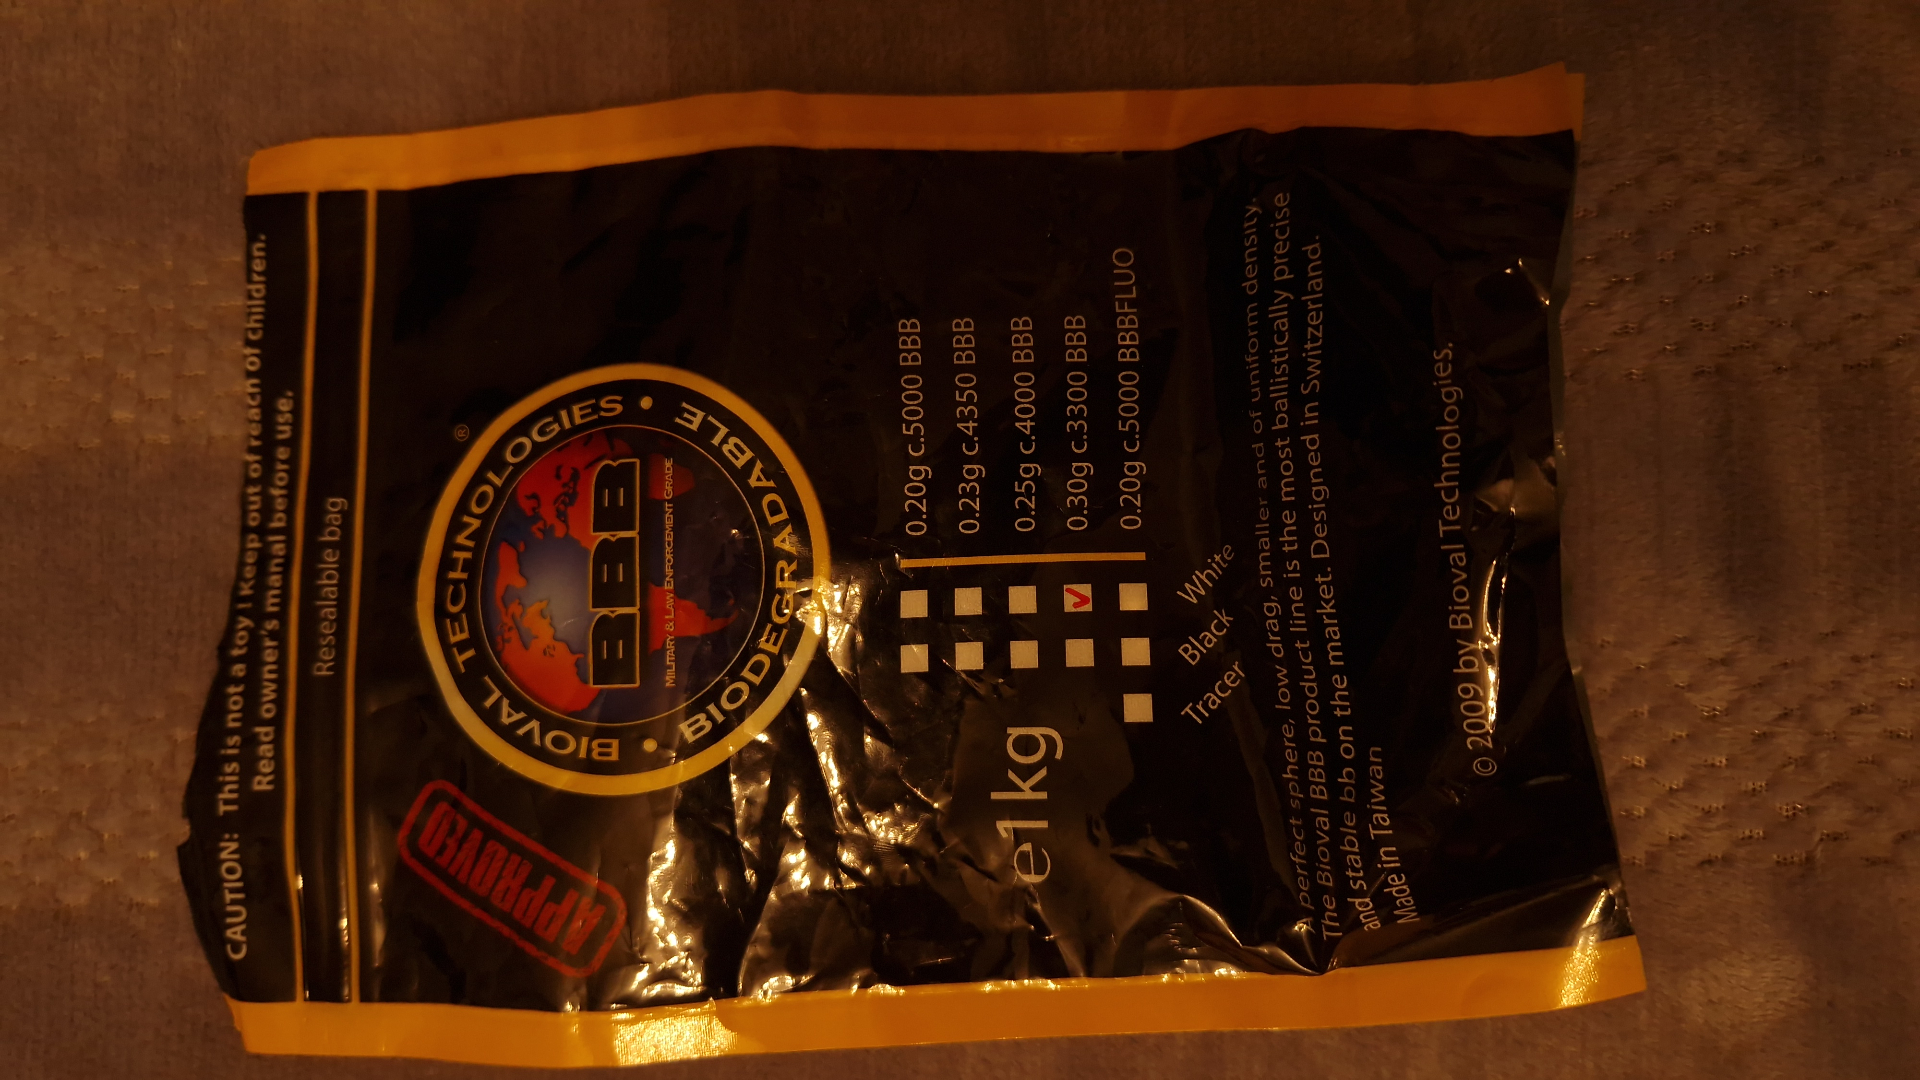 CAUTION: This is not a toy ! Keep out of reach of children.
Read owner's manal before use.
Resealable bag
APPROVED
®
BIOVAL TECHNOLOGIES • BIODEGRADABLE •
BBB
MILITARY & LAW ENFORCEMENT GRADE
0.20g c.5000 BBB
0.23g c.4350 BBB
e1kg
0.25g c.4000 BBB
0.30g c.3300 BBB
0.20g c.5000 BBBFLUO
Tracer Black White
A perfect sphere, low drag, smaller and of uniform density.
The Bioval BBB product line is the most ballistically precise
and stable bb on the market. Designed in Switzerland.
Made in Taiwan
© 2009 by Bioval Technologies.